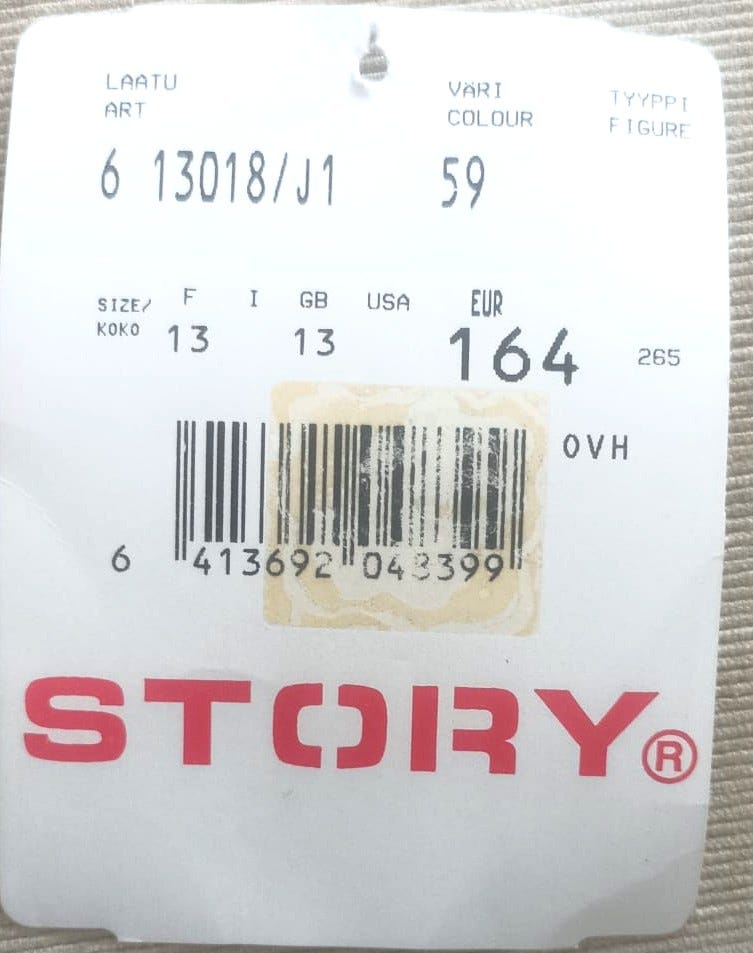 LAATU
ART
VÄRI
COLOUR
TYYPPI
FIGURE
6 13018/J1
59
SIZE/
KOKO
F I GB USA EUR
13 13 164 265
OVH
6 413692 048399
STORY®